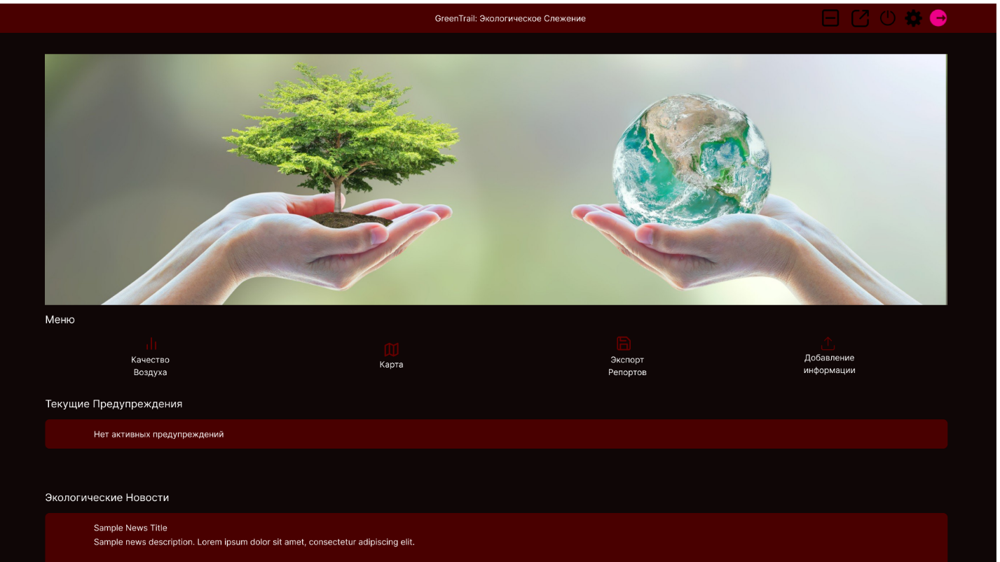 GreenTrail: Экологическое Слежение
Меню
Качество
Воздуха
Карта
Экспорт
Репортов
Добавление
информации
Текущие Предупреждения
Нет активных предупреждений
Экологические Новости
Sample News Title
Sample news description. Lorem ipsum dolor sit amet, consectetur adipiscing elit.